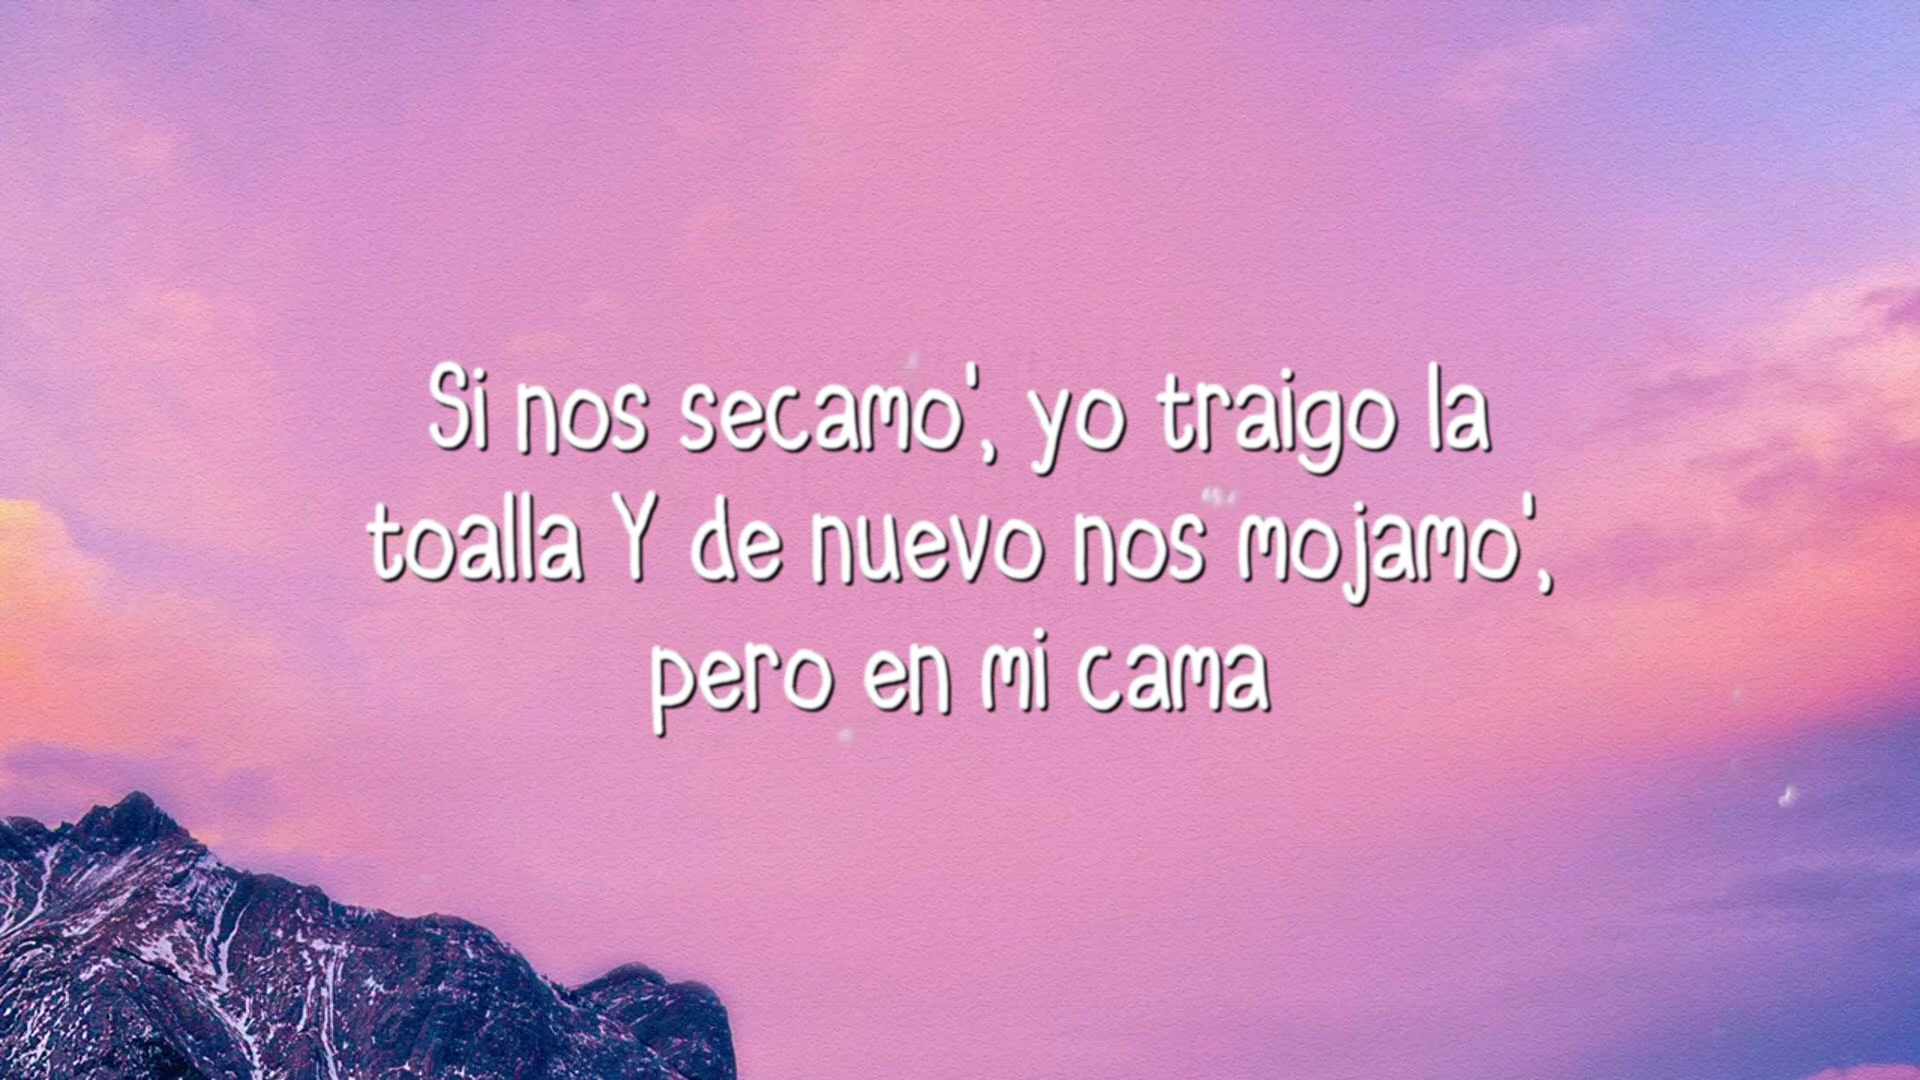 Si nos secamo', yo traigo la
toalla Y de nuevo nos mojamo',
pero en mi cama